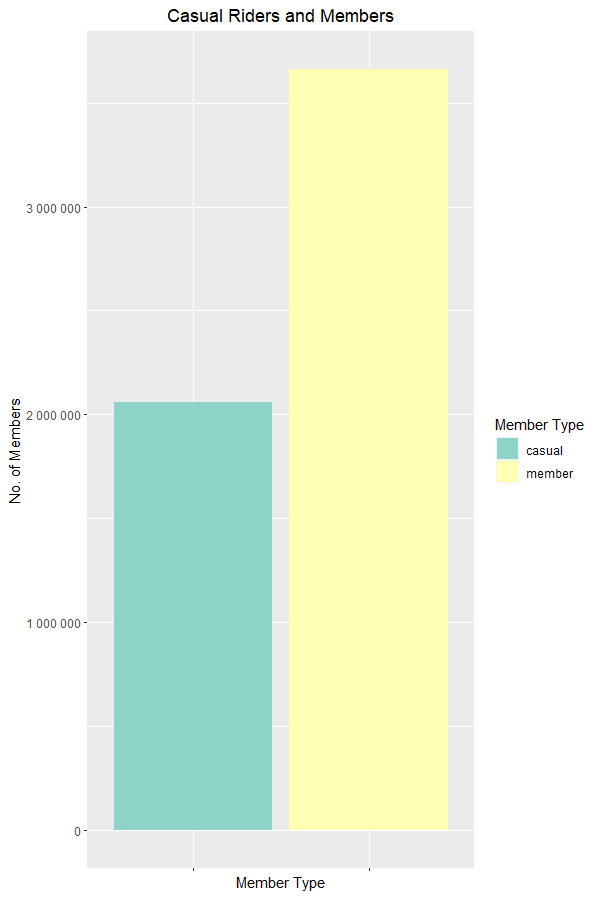 Casual Riders and Members
No. of Members
3 000 000
2 000 000
1 000 000
0
Member Type
Member Type
casual
member